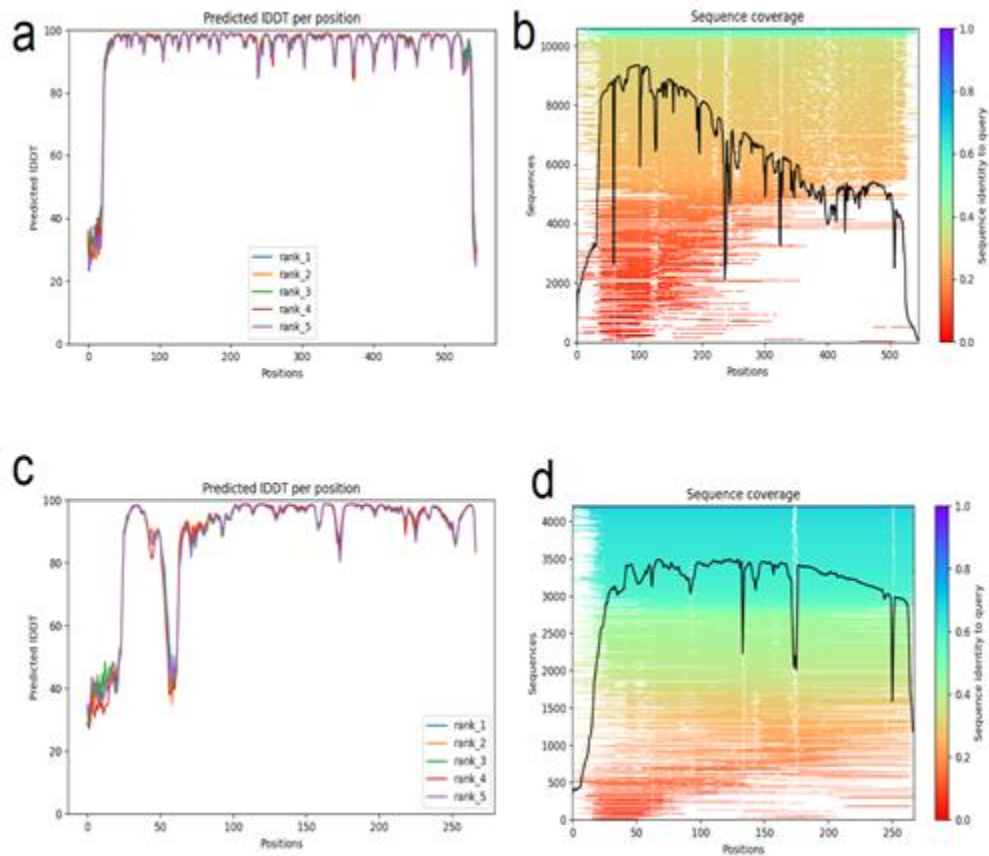 a
Predicted lDDT per position
100
80
60
40
20
0
Predicted lDDT
rank_1
rank_2
rank_3
rank_4
rank_5
0 100 200 300 400 500
Positions
b
Sequence coverage
10000
8000
6000
4000
2000
0
Sequences
0 100 200 300 400 500
Positions
1.0
0.8
0.6
0.4
0.2
0.0
Sequence identity to query
c
Predicted lDDT per position
100
80
60
40
20
0
Predicted lDDT
rank_1
rank_2
rank_3
rank_4
rank_5
0 50 100 150 200 250
Positions
d
Sequence coverage
4000
3500
3000
2500
2000
1500
1000
500
0
Sequences
0 50 100 150 200 250
Positions
1.0
0.8
0.6
0.4
0.2
0.0
Sequence identity to query